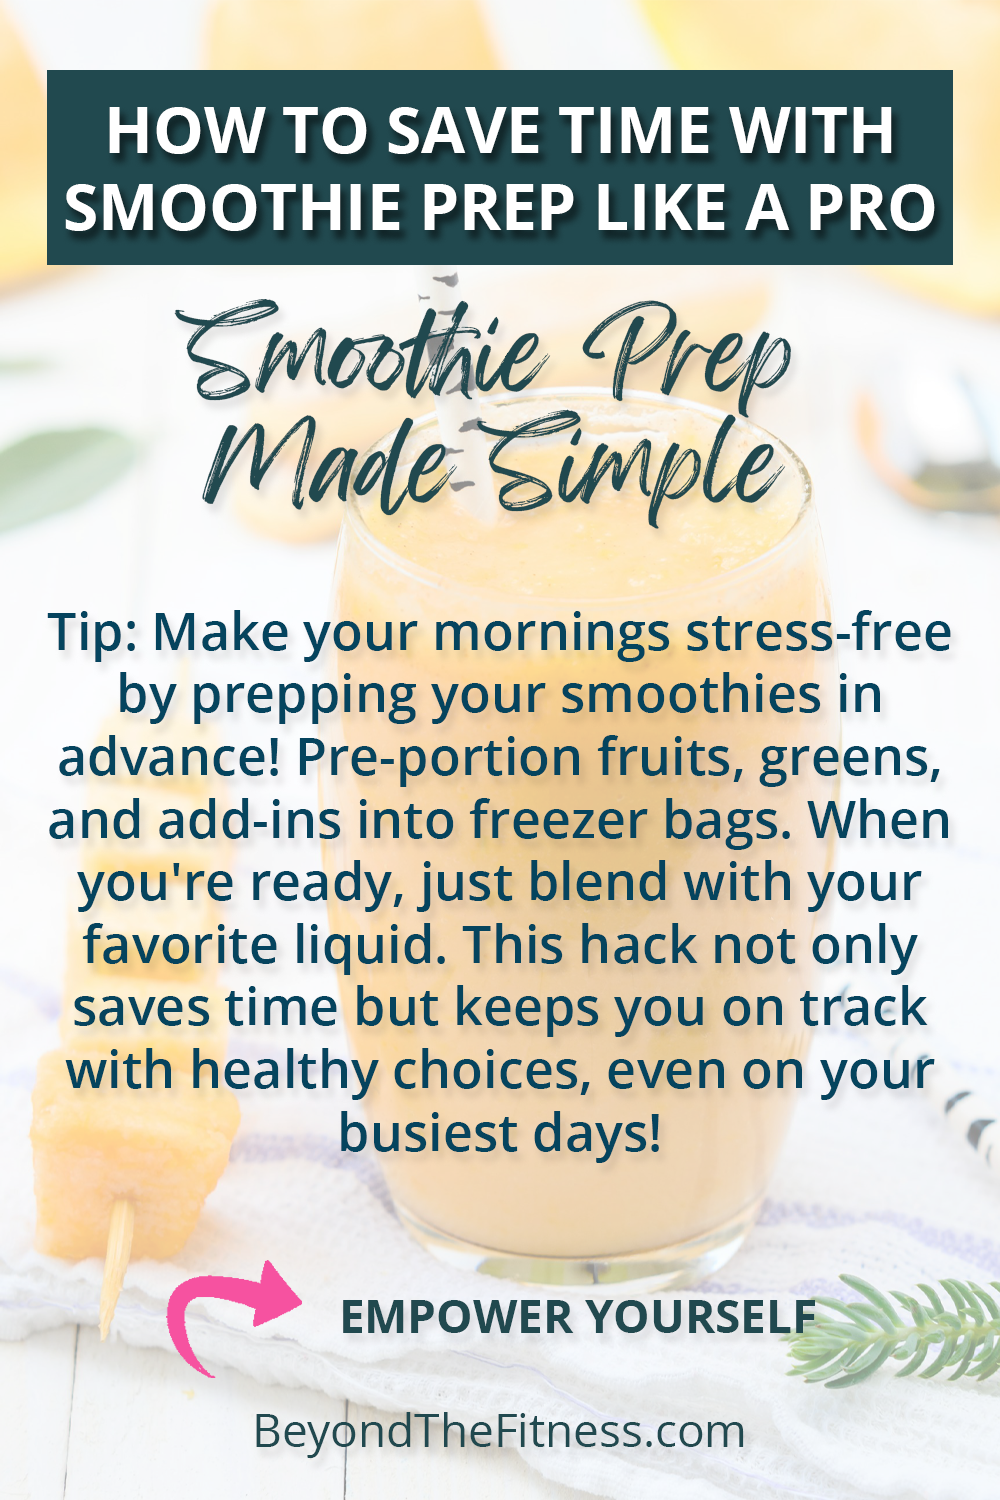 HOW TO SAVE TIME WITH
SMOOTHIE PREP LIKE A PRO
Smoothie Prep
Made Simple
Tip: Make your mornings stress-free
by prepping your smoothies in
advance! Pre-portion fruits, greens,
and add-ins into freezer bags. When
you're ready, just blend with your
favorite liquid. This hack not only
saves time but keeps you on track
with healthy choices, even on your
busiest days!
EMPOWER YOURSELF
BeyondTheFitness.com